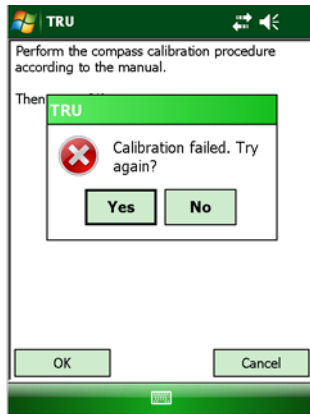 TRU
Perform the compass calibration procedure
according to the manual.
Then
TRU
Calibration failed. Try
again?
Yes No
OK Cancel